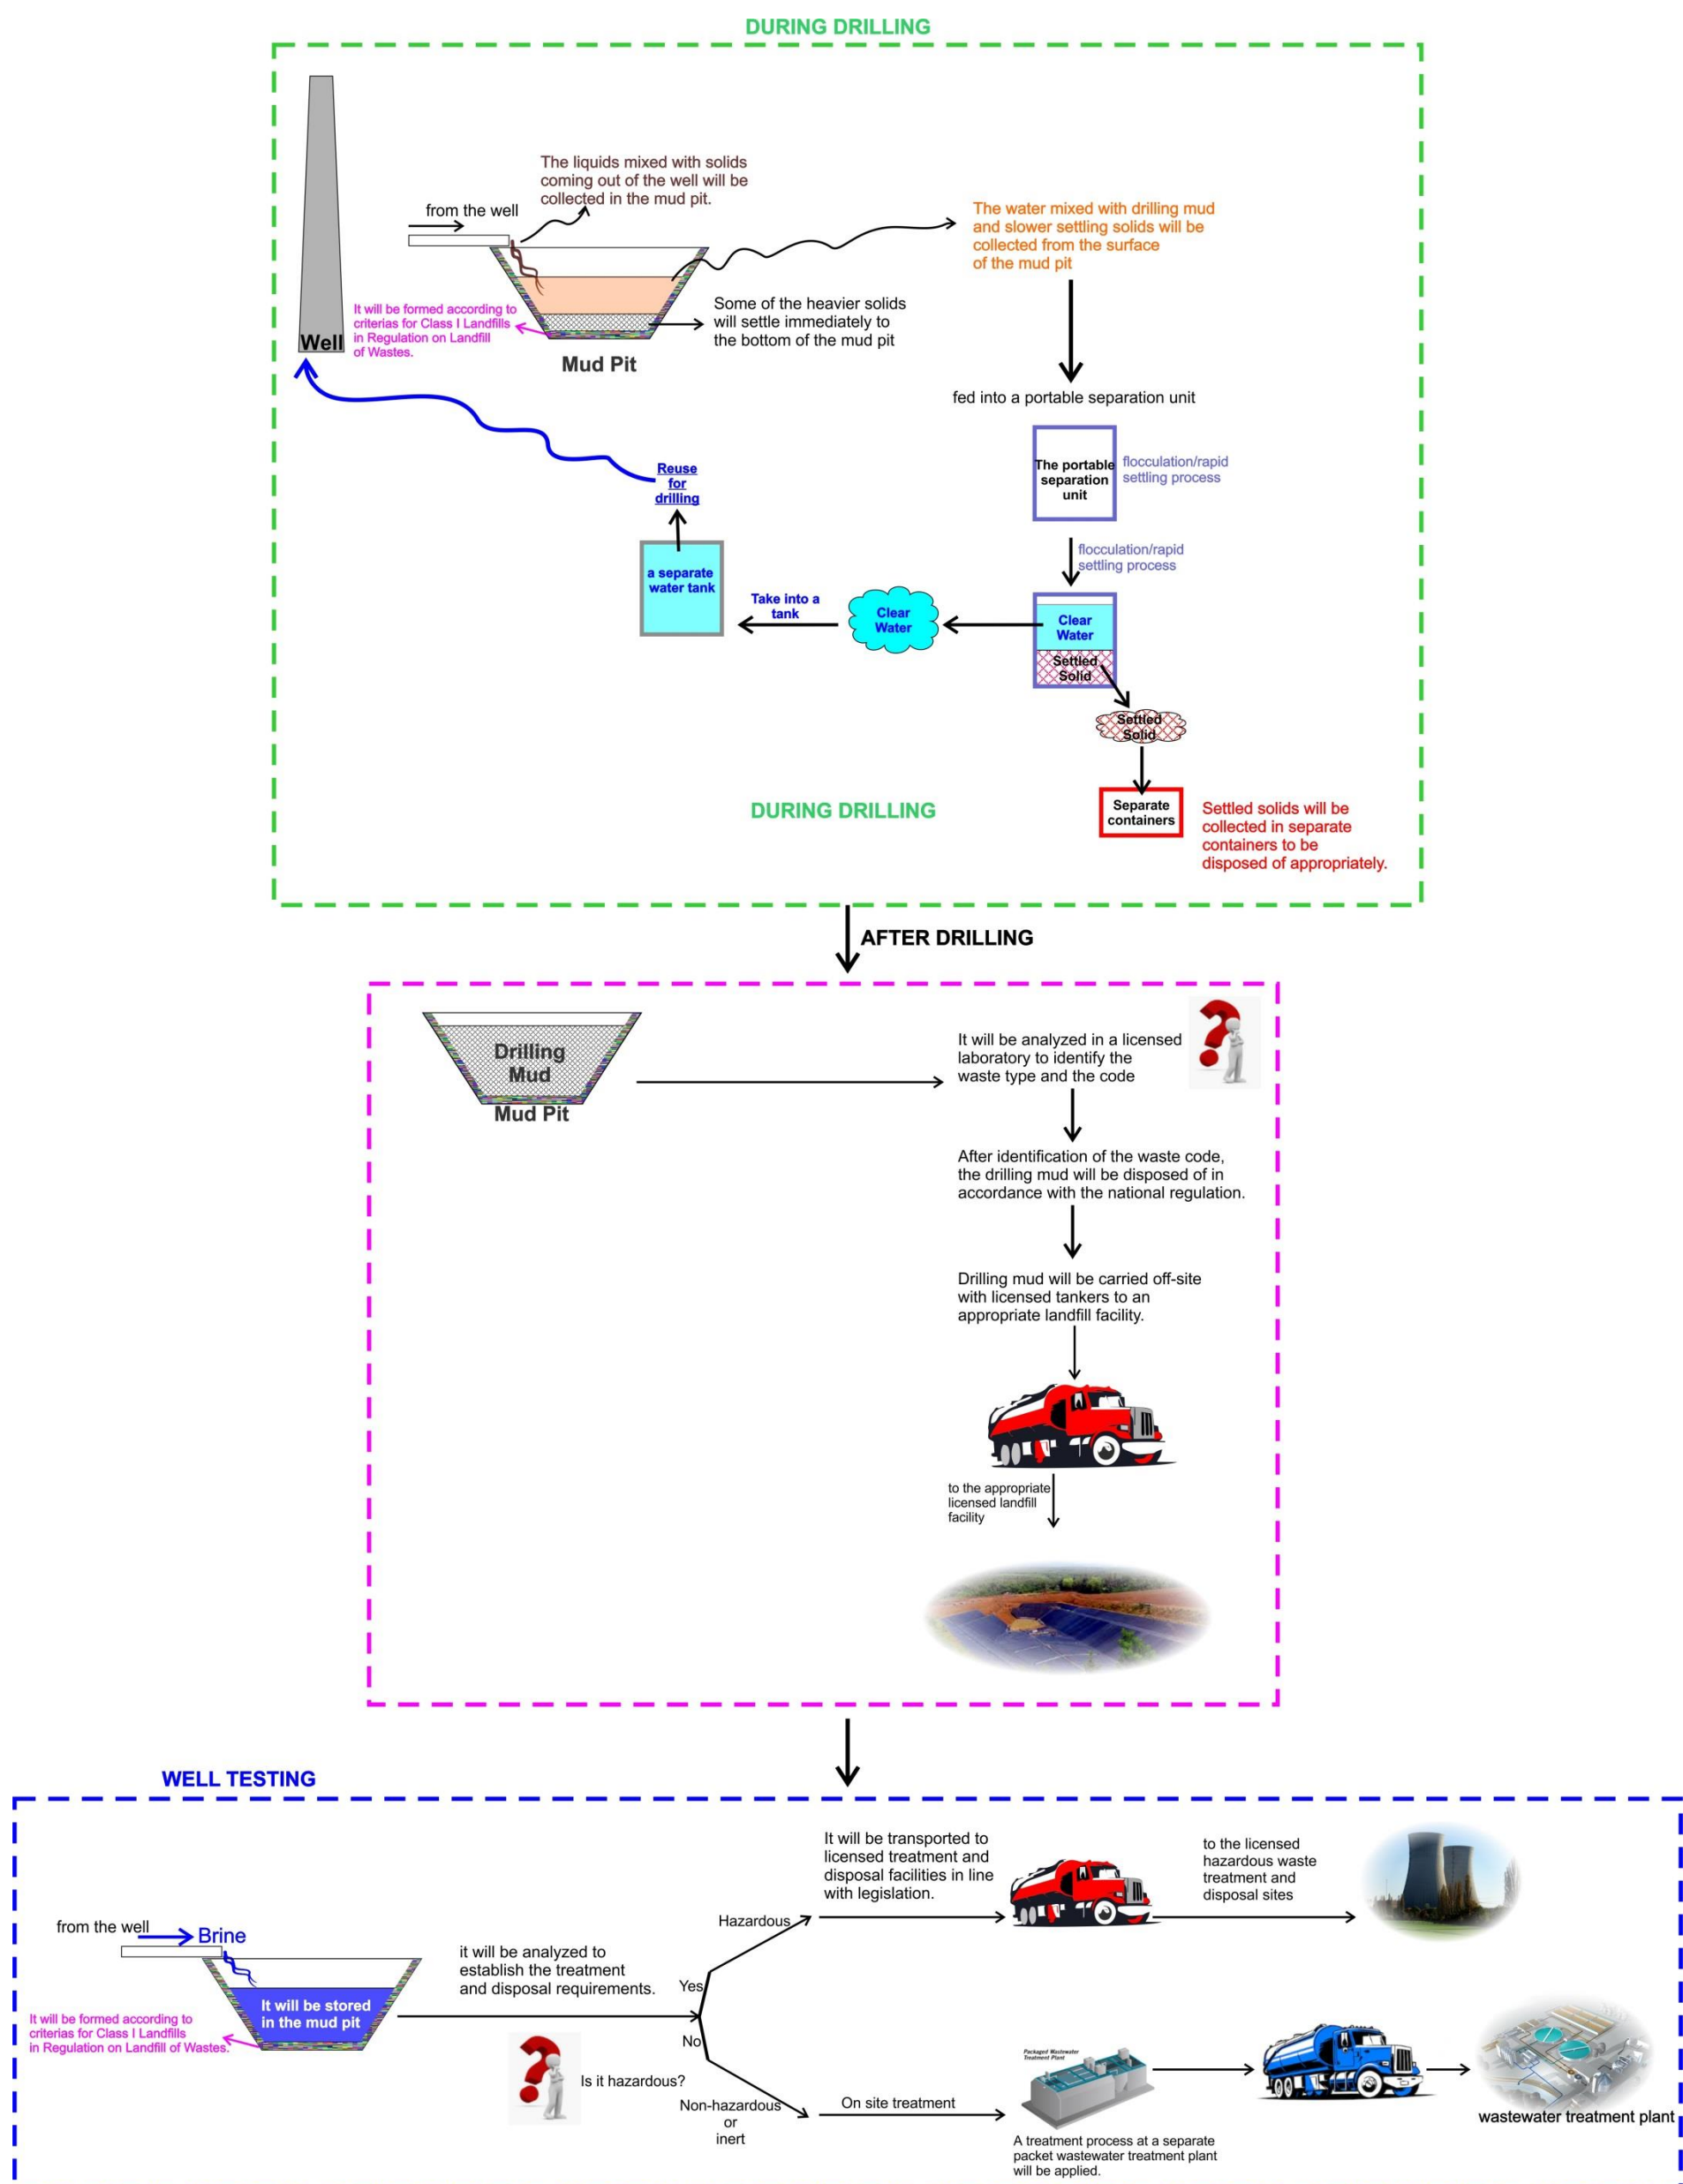 DURING DRILLING
The liquids mixed with solids
coming out of the well will be
collected in the mud pit.
from the well
The water mixed with drilling mud
and slower settling solids will be
collected from the surface
of the mud pit
It will be formed according to
criterias for Class I Landfills
in Regulation on Landfill
of Wastes.
Some of the heavier solids
will settle immediately to
the bottom of the mud pit
Well
Mud Pit
fed into a portable separation unit
The portable
separation
unit
flocculation/rapid
settling process
Reuse
for
drilling
flocculation/rapid
settling process
a separate
water tank
Take into a
tank
Clear
Water
Clear
Water
Settled
Solid
Settled
Solid
Separate
containers
Settled solids will be
collected in separate
containers to be
disposed of appropriately.
DURING DRILLING
AFTER DRILLING
Drilling
Mud
Mud Pit
It will be analyzed in a licensed
laboratory to identify the
waste type and the code
After identification of the waste code,
the drilling mud will be disposed of in
accordance with the national regulation.
Drilling mud will be carried off-site
with licensed tankers to an
appropriate landfill facility.
to the appropriate
licensed landfill
facility
WELL TESTING
It will be transported to
licensed treatment and
disposal facilities in line
with legislation.
to the licensed
hazardous waste
treatment and
disposal sites
from the well
Brine
Hazardous
it will be analyzed to
establish the treatment
and disposal requirements.
Yes
It will be stored
in the mud pit
It will be formed according to
criterias for Class I Landfills
in Regulation on Landfill of Wastes.
No
Is it hazardous?
Non-hazardous
or
inert
On site treatment
Packaged Wastewater
Treatment Plant
A treatment process at a separate
packet wastewater treatment plant
will be applied.
wastewater treatment plant